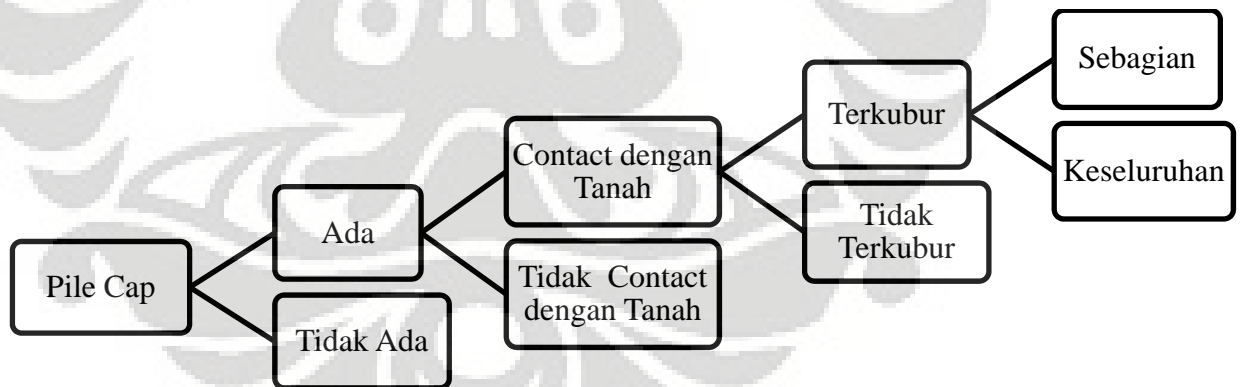 Pile Cap
Ada
Tidak Ada
Contact dengan
Tanah
Tidak Contact
dengan Tanah
Terkubur
Tidak
Terkubur
Sebagian
Keseluruhan